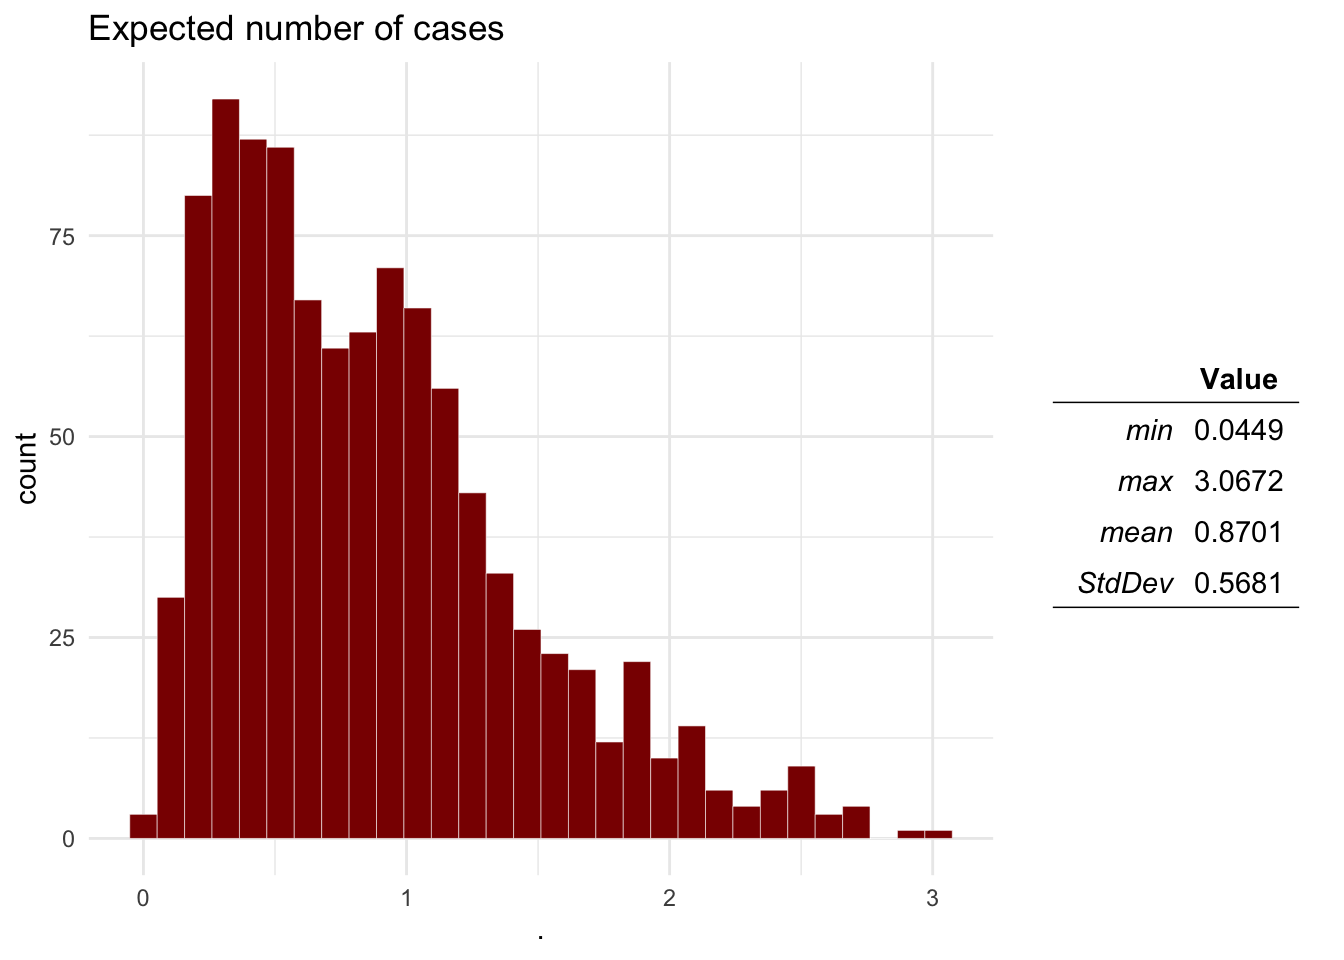 Expected number of cases
count
75
50
25
0
0 1 2 3
.
Value
min 0.0449
max 3.0672
mean 0.8701
StdDev 0.5681